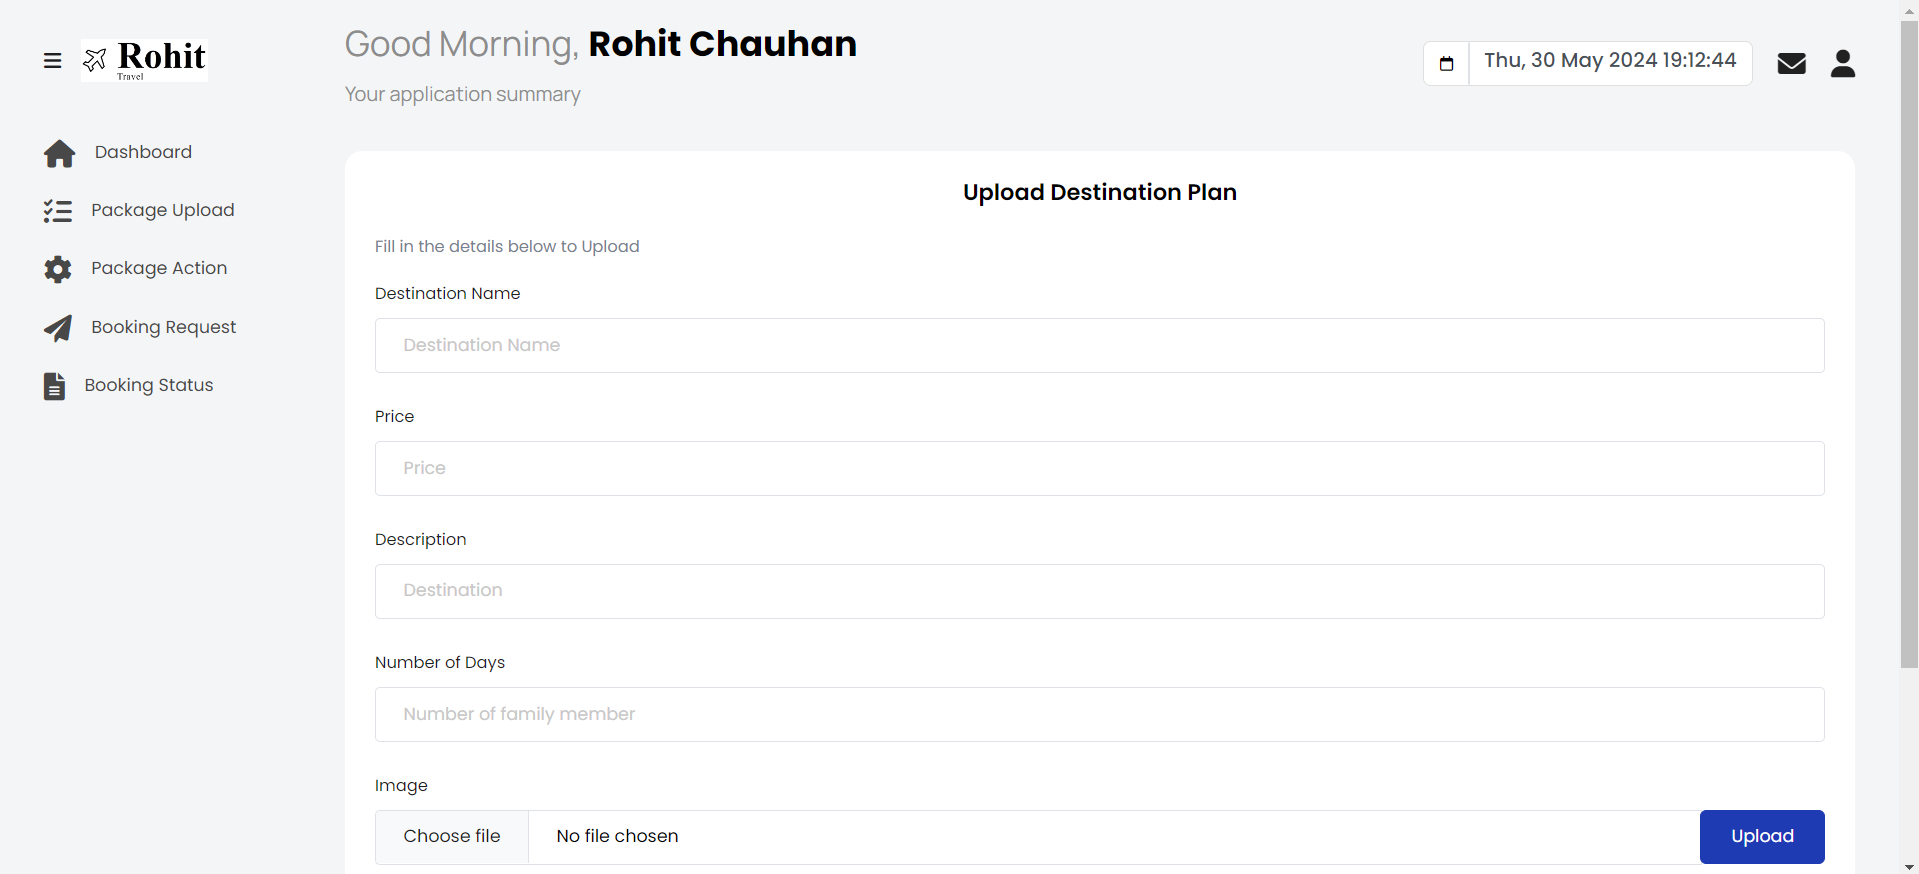 Rohit
Travel
Good Morning, Rohit Chauhan
Your application summary
Thu, 30 May 2024 19:12:44
Dashboard
Package Upload
Package Action
Booking Request
Booking Status
Upload Destination Plan
Fill in the details below to Upload
Destination Name
Destination Name
Price
Price
Description
Destination
Number of Days
Number of family member
Image
Choose file No file chosen Upload